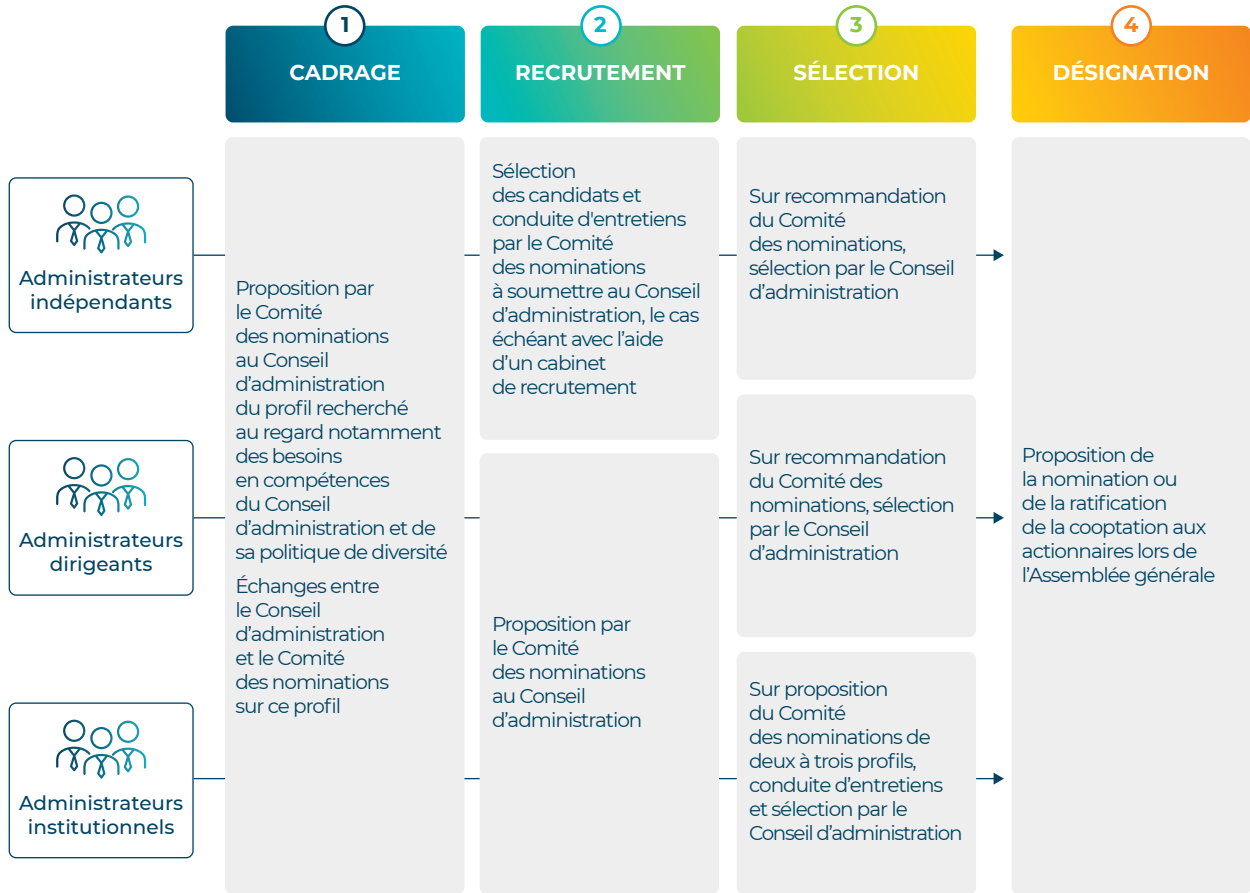 1
CADRAGE
2
RECRUTEMENT
3
SÉLECTION
4
DÉSIGNATION
Administrateurs
indépendants
Administrateurs
dirigeants
Administrateurs
institutionnels
Proposition par
le Comité
des nominations
au Conseil
d’administration
du profil recherché
au regard notamment
des besoins
en compétences
du Conseil
d’administration et de
sa politique de diversité
Échanges entre
le Conseil
d’administration
et le Comité
des nominations
sur ce profil
Sélection
des candidats et
conduite d'entretiens
par le Comité
des nominations
à soumettre au Conseil
d’administration, le cas
échéant avec l’aide
d’un cabinet
de recrutement
Proposition par
le Comité
des nominations
au Conseil
d’administration
Sur recommandation
du Comité
des nominations,
sélection par le Conseil
d’administration
Sur recommandation
du Comité des
nominations, sélection
par le Conseil
d’administration
Sur proposition
du Comité
des nominations de
deux à trois profils,
conduite d’entretiens
et sélection par le
Conseil d’administration
Proposition de
la nomination ou
de la ratification
de la cooptation aux
actionnaires lors de
l’Assemblée générale